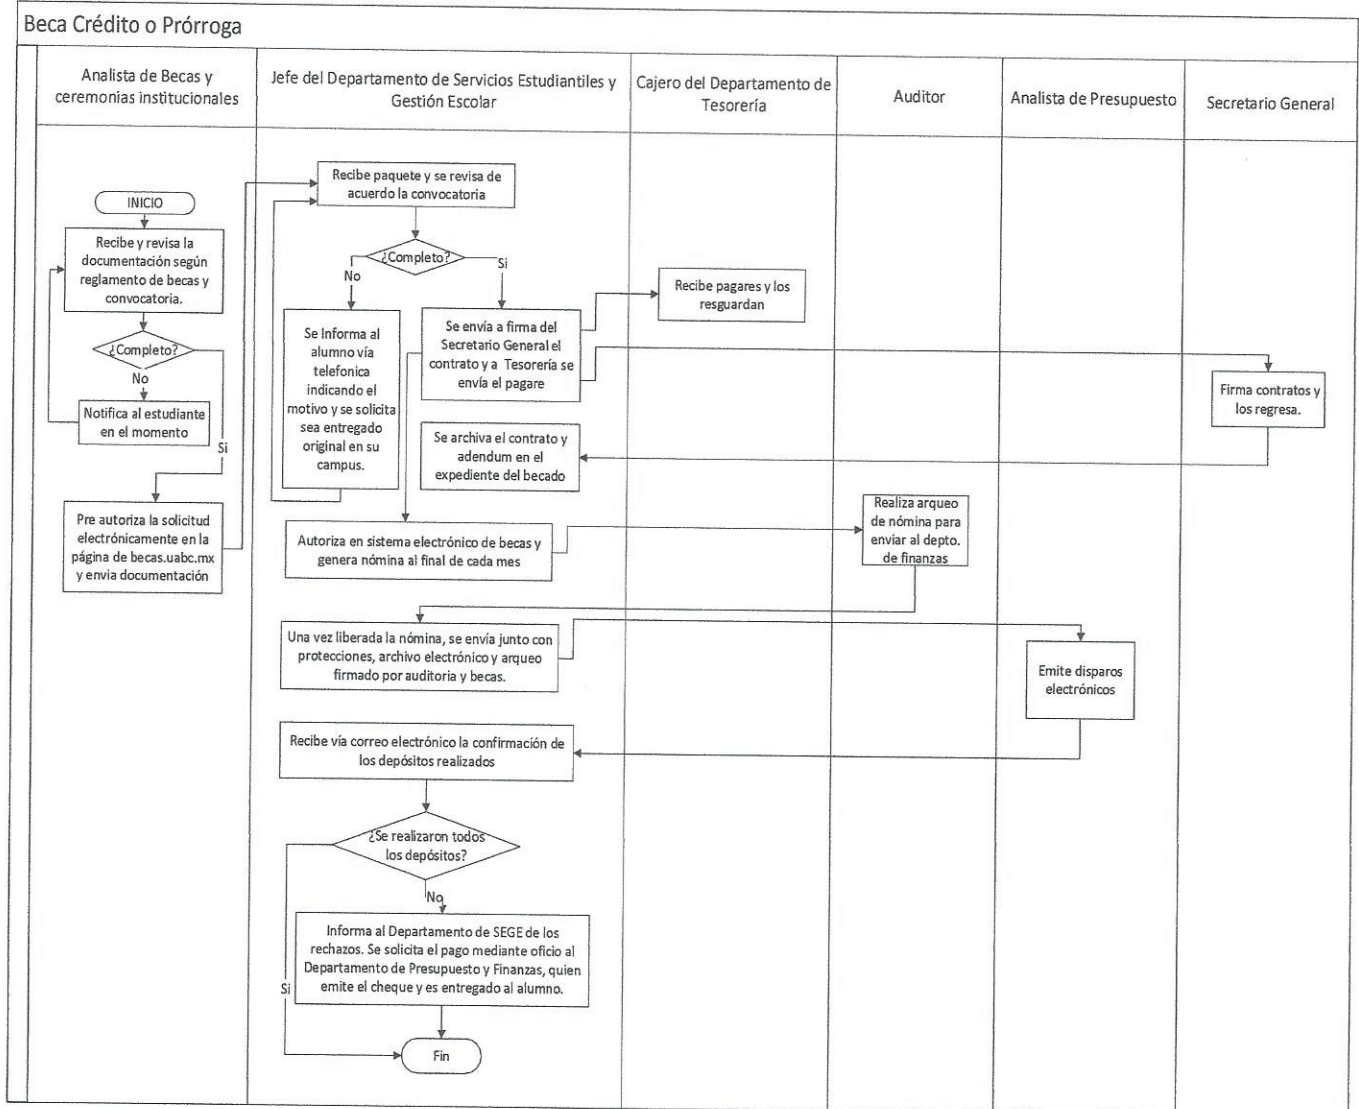 Beca Crédito o Prórroga
Analista de Becas y
ceremonias institucionales
Jefe del Departamento de Servicios Estudiantiles y
Gestión Escolar
Cajero del Departamento de
Tesorería
Auditor
Analista de Presupuesto
Secretario General
INICIO
Recibe y revisa la
documentación según
reglamento de becas y
convocatoria.
¿Completo?
No
Notifica al estudiante
en el momento
Si
Pre autoriza la solicitud
electrónicamente en la
página de becas.uabc.mx
y envia documentación
Recibe paquete y se revisa de
acuerdo la convocatoria
¿Completo?
No
Si
Se Informa al
alumno vía
telefonica
indicando el
motivo y se solicita
sea entregado
original en su
campus.
Se envía a firma del
Secretario General el
contrato y a Tesorería se
envía el pagare
Recibe pagares y los
resguardan
Firma contratos y
los regresa.
Se archiva el contrato y
adendum en el
expediente del becado
Autoriza en sistema electrónico de becas y
genera nómina al final de cada mes
Realiza arqueo
de nómina para
enviar al depto.
de finanzas
Una vez liberada la nómina, se envía junto con
protecciones, archivo electrónico y arqueo
firmado por auditoria y becas.
Emite disparos
electrónicos
Recibe vía correo electrónico la confirmación de
los depósitos realizados
¿Se realizaron todos
los depósitos?
No
Informa al Departamento de SEGE de los
rechazos. Se solicita el pago mediante oficio al
Departamento de Presupuesto y Finanzas, quien
emite el cheque y es entregado al alumno.
Si
Fin